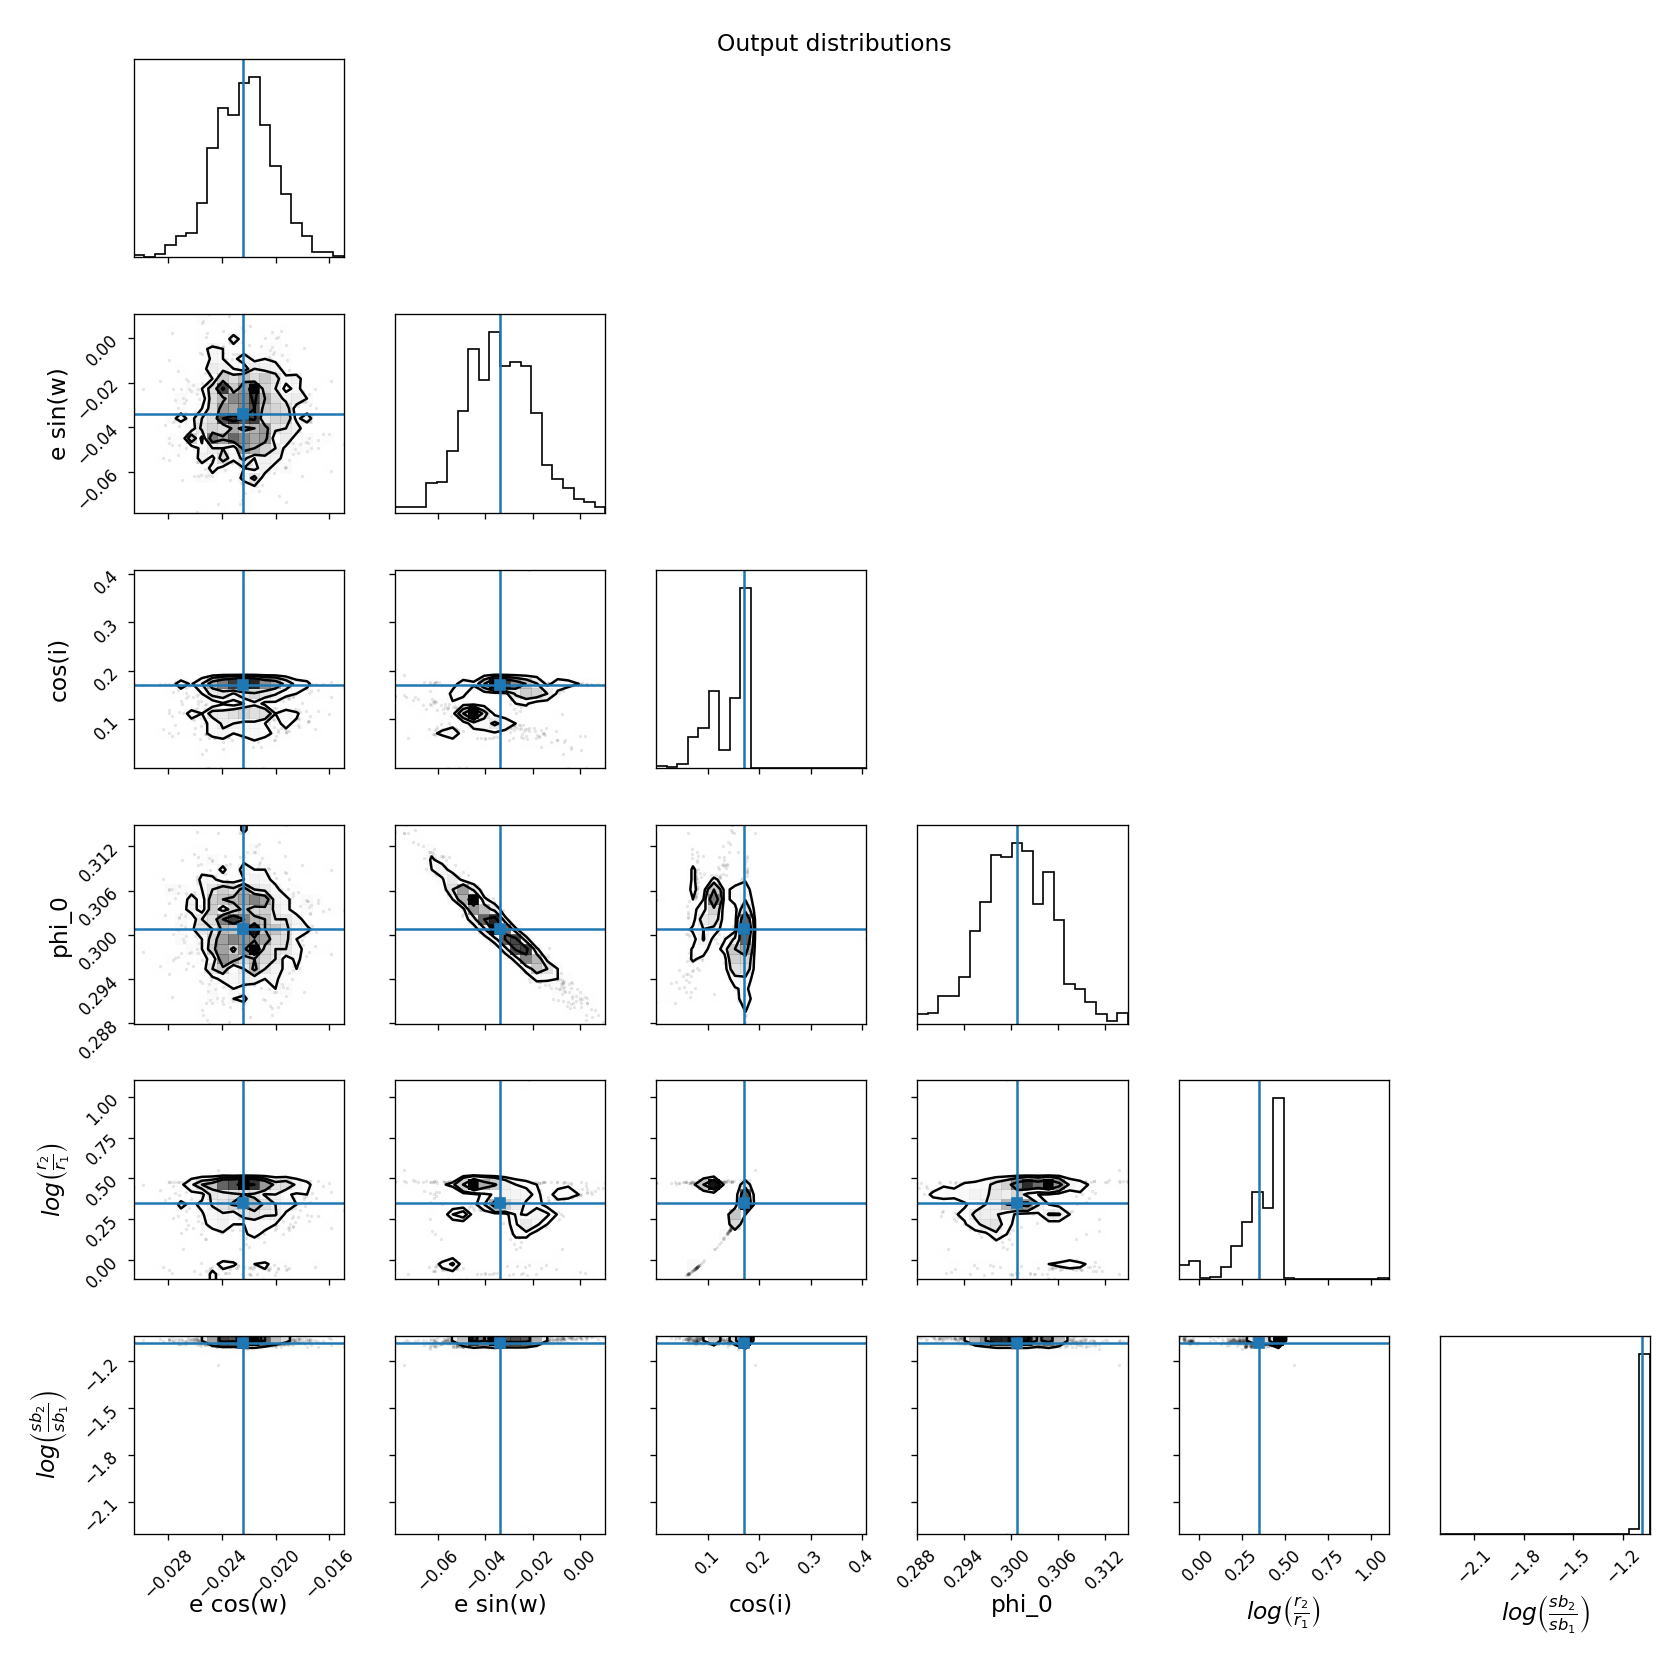 Output distributions
0.00
−0.02
−0.04
−0.06
e sin(w)
0.4
0.3
0.2
0.1
cos(i)
0.312
0.306
0.300
0.294
0.288
phi_0
1.00
0.75
0.50
0.25
0.00
log(r2/r1)
−1.2
−1.5
−1.8
−2.1
log(sb2/sb1)
−0.028 −0.024 −0.020 −0.016
e cos(w)
−0.06 −0.04 −0.02 0.00
e sin(w)
0.1 0.2 0.3 0.4
cos(i)
0.288 0.294 0.300 0.306 0.312
phi_0
0.00 0.25 0.50 0.75 1.00
log(r2/r1)
−2.1 −1.8 −1.5 −1.2
log(sb2/sb1)